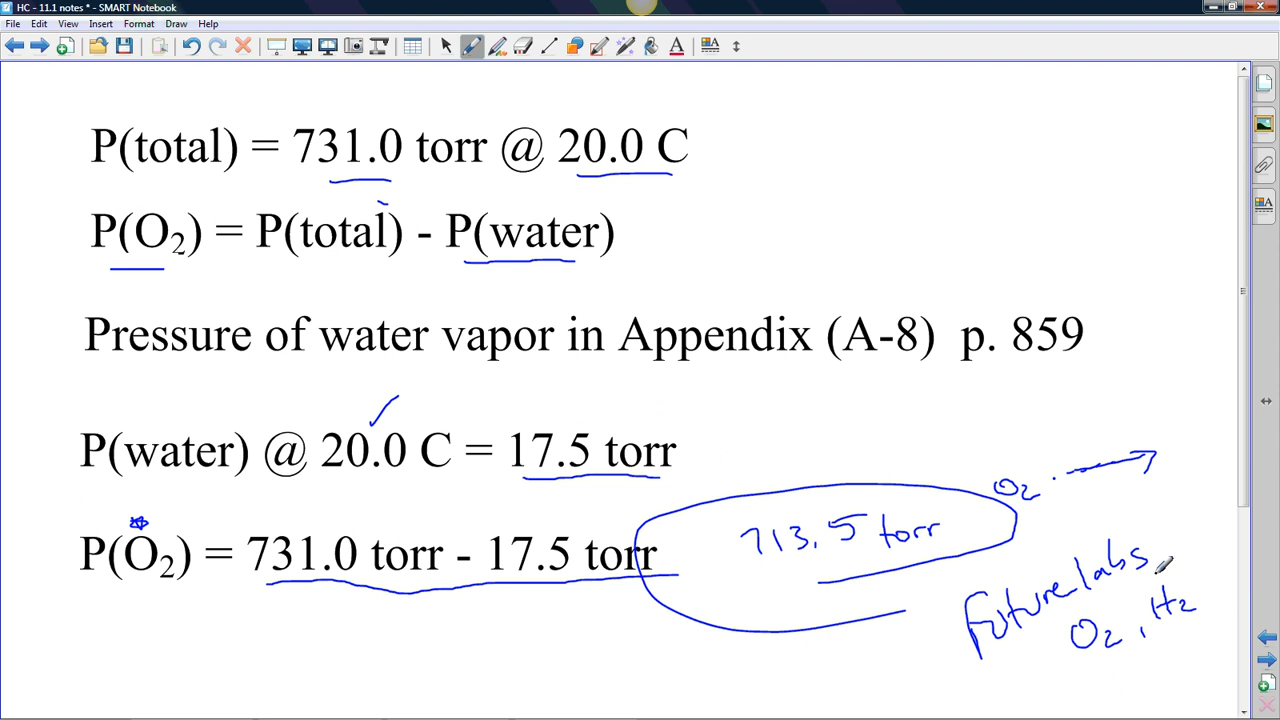 HC - 11.1 notes * - SMART Notebook
File Edit View Insert Format Draw Help
P(total) = 731.0 torr @ 20.0 C
P(O₂) = P(total) - P(water)
Pressure of water vapor in Appendix (A-8) p. 859
P(water) @ 20.0 C = 17.5 torr
O₂
P(O₂) = 731.0 torr - 17.5 torr 713.5 torr
Future labs
O₂, H₂